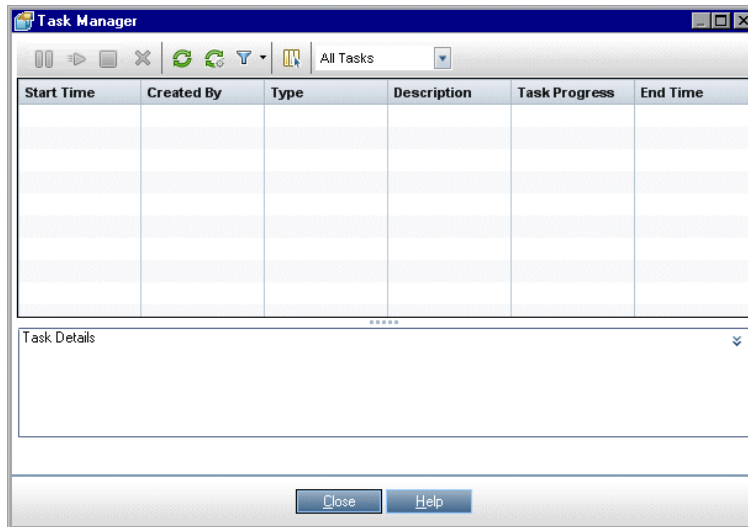 Task Manager
All Tasks
Start Time Created By Type Description Task Progress End Time
Task Details
Close Help